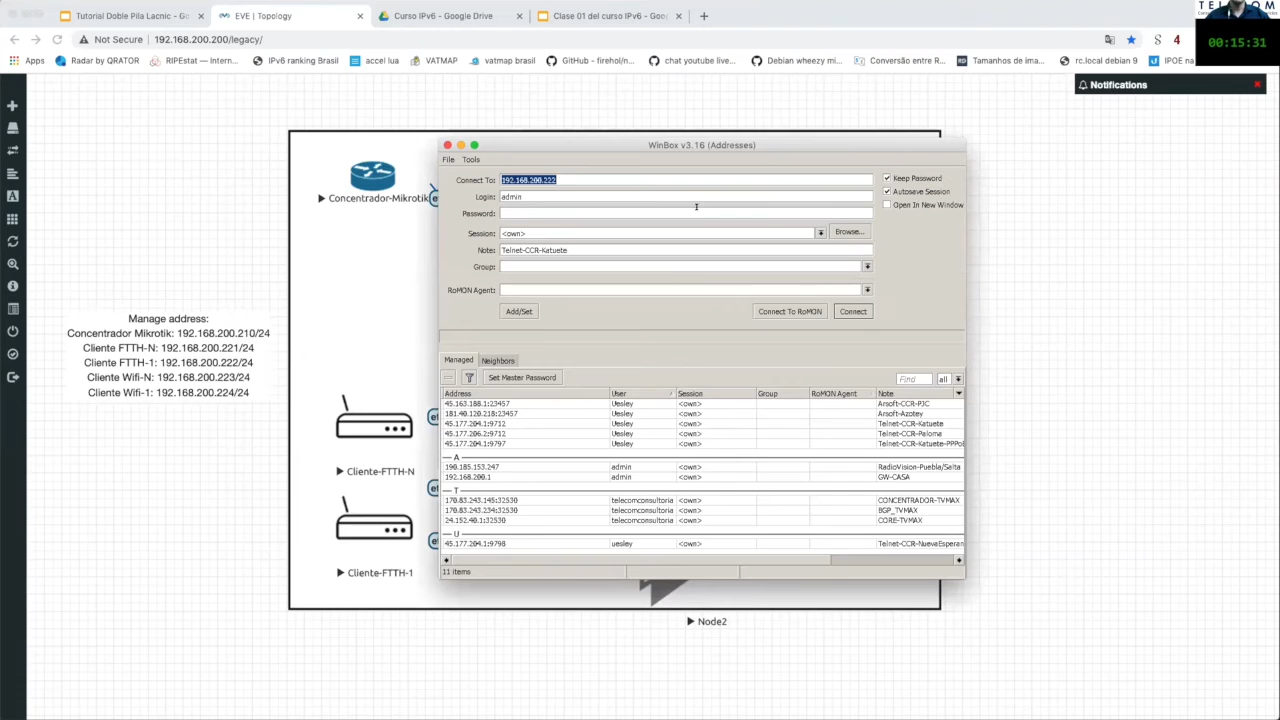 Tutorial Doble Pila Lacnic - Go
EVE | Topology
Curso IPv6 - Google Drive
Clase 01 del curso IPv6 - Goo
Not Secure
192.168.200.200/legacy/
4
00:15:31
Apps
Radar by QRATOR
RIPEstat — Intern...
IPv6 ranking Brasil
accel lua
VATMAP
vatmap brasil
GitHub - firehol/n...
chat youtube live...
Debian wheezy mi...
Conversão entre R...
Tamanhos de ima...
rc.local debian 9
IPOE na
Notifications
Concentrador-Mikrotik
Manage address:
Concentrador Mikrotik: 192.168.200.210/24
Cliente FTTH-N: 192.168.200.221/24
Cliente FTTH-1: 192.168.200.222/24
Cliente Wifi-N: 192.168.200.223/24
Cliente Wifi-1: 192.168.200.224/24
Cliente-FTTH-N
Cliente-FTTH-1
Node2
WinBox v3.16 (Addresses)
File Tools
Connect To: 192.168.200.222
Keep Password
Login: admin
Autosave Session
Password:
Open In New Window
Session: <own>
Browse...
Note: Telnet-CCR-Katuete
Group:
RoMON Agent:
Add/Set
Connect To RoMON
Connect
Managed
Neighbors
Set Master Password
Find
all
Address User Session Group RoMON Agent Note
45.163.188.1:23457 Uesley <own> Arsoft-CCR-PJC
181.40.120.218:23457 Uesley <own> Arsoft-Azotey
45.177.204.1:9712 Uesley <own> Telnet-CCR-Katuete
45.177.206.2:9712 Uesley <own> Telnet-CCR-Paloma
45.177.204.1:9797 Uesley <own> Telnet-CCR-Katuete-PPPoE
A
190.185.153.247 admin <own> RadioVision-Puebla/Salta
192.168.200.1 admin <own> GW-CASA
T
170.83.243.145:32530 telecomconsultoria <own> CONCENTRADOR-TVMAX
170.83.243.234:32530 telecomconsultoria <own> BGP_TVMAX
24.152.40.1:32530 telecomconsultoria <own> CORE-TVMAX
U
45.177.204.1:9798 uesley <own> Telnet-CCR-NuevaEsperan
11 items